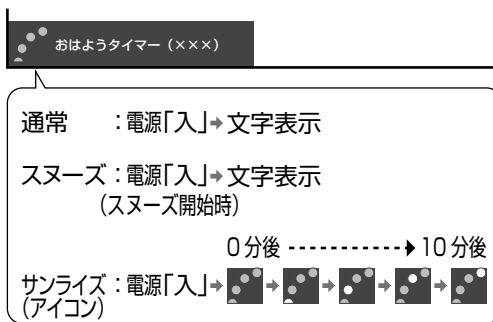 おはようタイマー（×××）
通常　：電源「入」➔文字表示
スヌーズ：電源「入」➔文字表示
（スヌーズ開始時）
0分後 10分後
サンライズ：電源「入」➔ ➔ ➔ ➔ ➔
（アイコン）